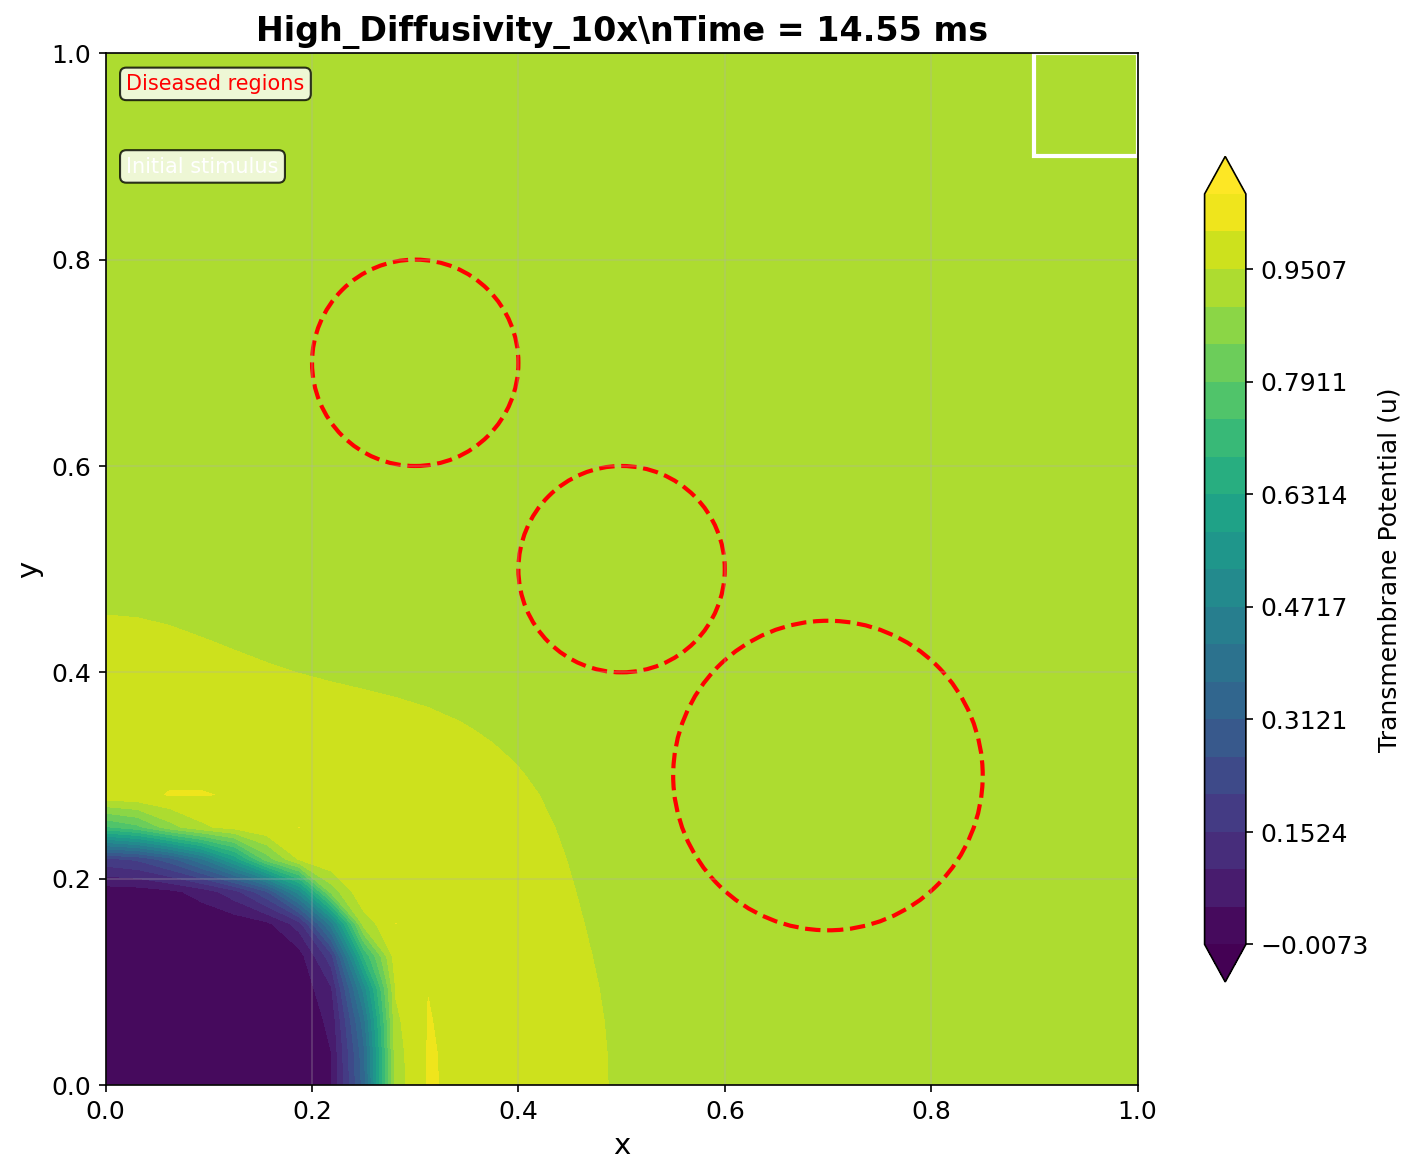 High_Diffusivity_10x\nTime = 14.55 ms
Diseased regions
Initial stimulus
1.0
0.8
0.6
0.4
0.2
0.0
y
0.0 0.2 0.4 0.6 0.8 1.0
x
0.9507
0.7911
0.6314
0.4717
0.3121
0.1524
−0.0073
Transmembrane Potential (u)